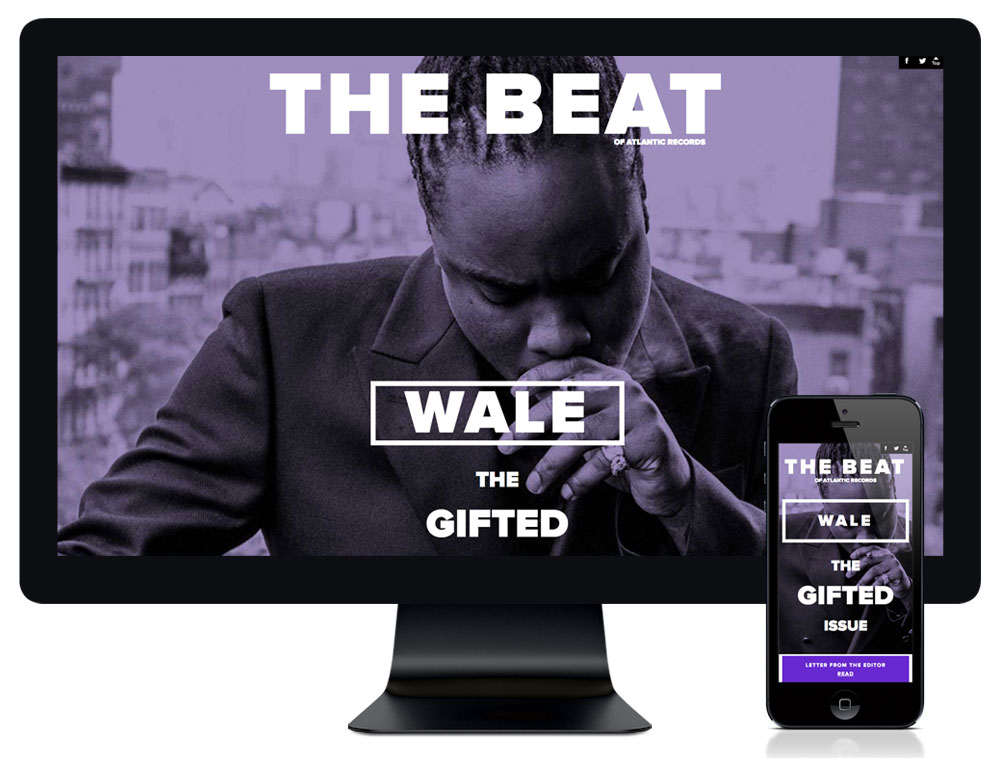 THE BEAT
OF ATLANTIC RECORDS
Top
WALE
THE
GIFTED
THE BEAT
OF ATLANTIC RECORDS
WALE
THE
GIFTED
ISSUE
LETTER FROM THE EDITOR
READ